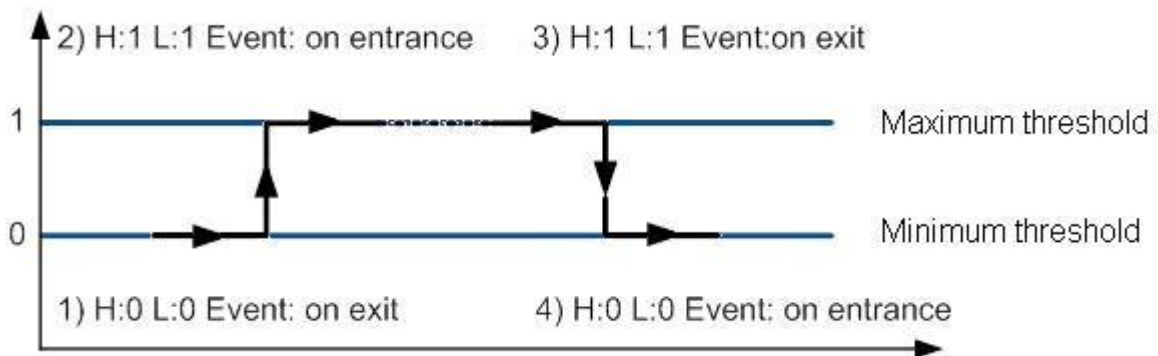 2) H:1 L:1 Event: on entrance
3) H:1 L:1 Event:on exit
1
Maximum threshold
0
Minimum threshold
1) H:0 L:0 Event: on exit
4) H:0 L:0 Event: on entrance